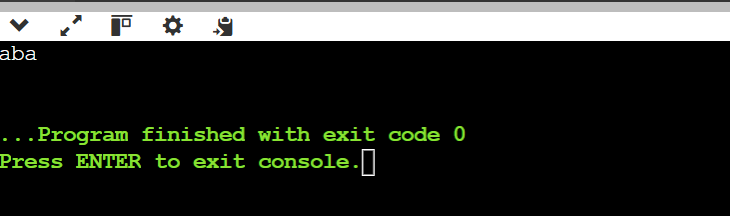 aba
...Program finished with exit code 0
Press ENTER to exit console.